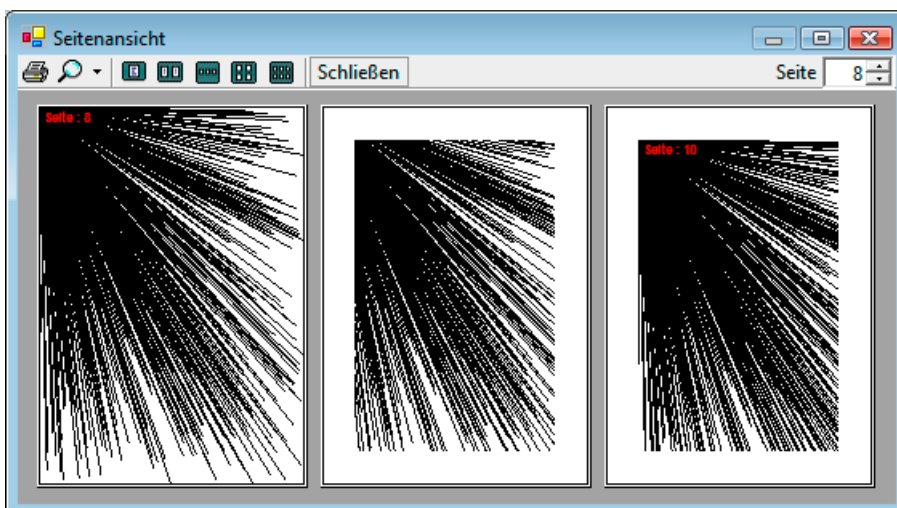 Seitenansicht
Schließen
Seite 8
Seite : 8
Seite : 10